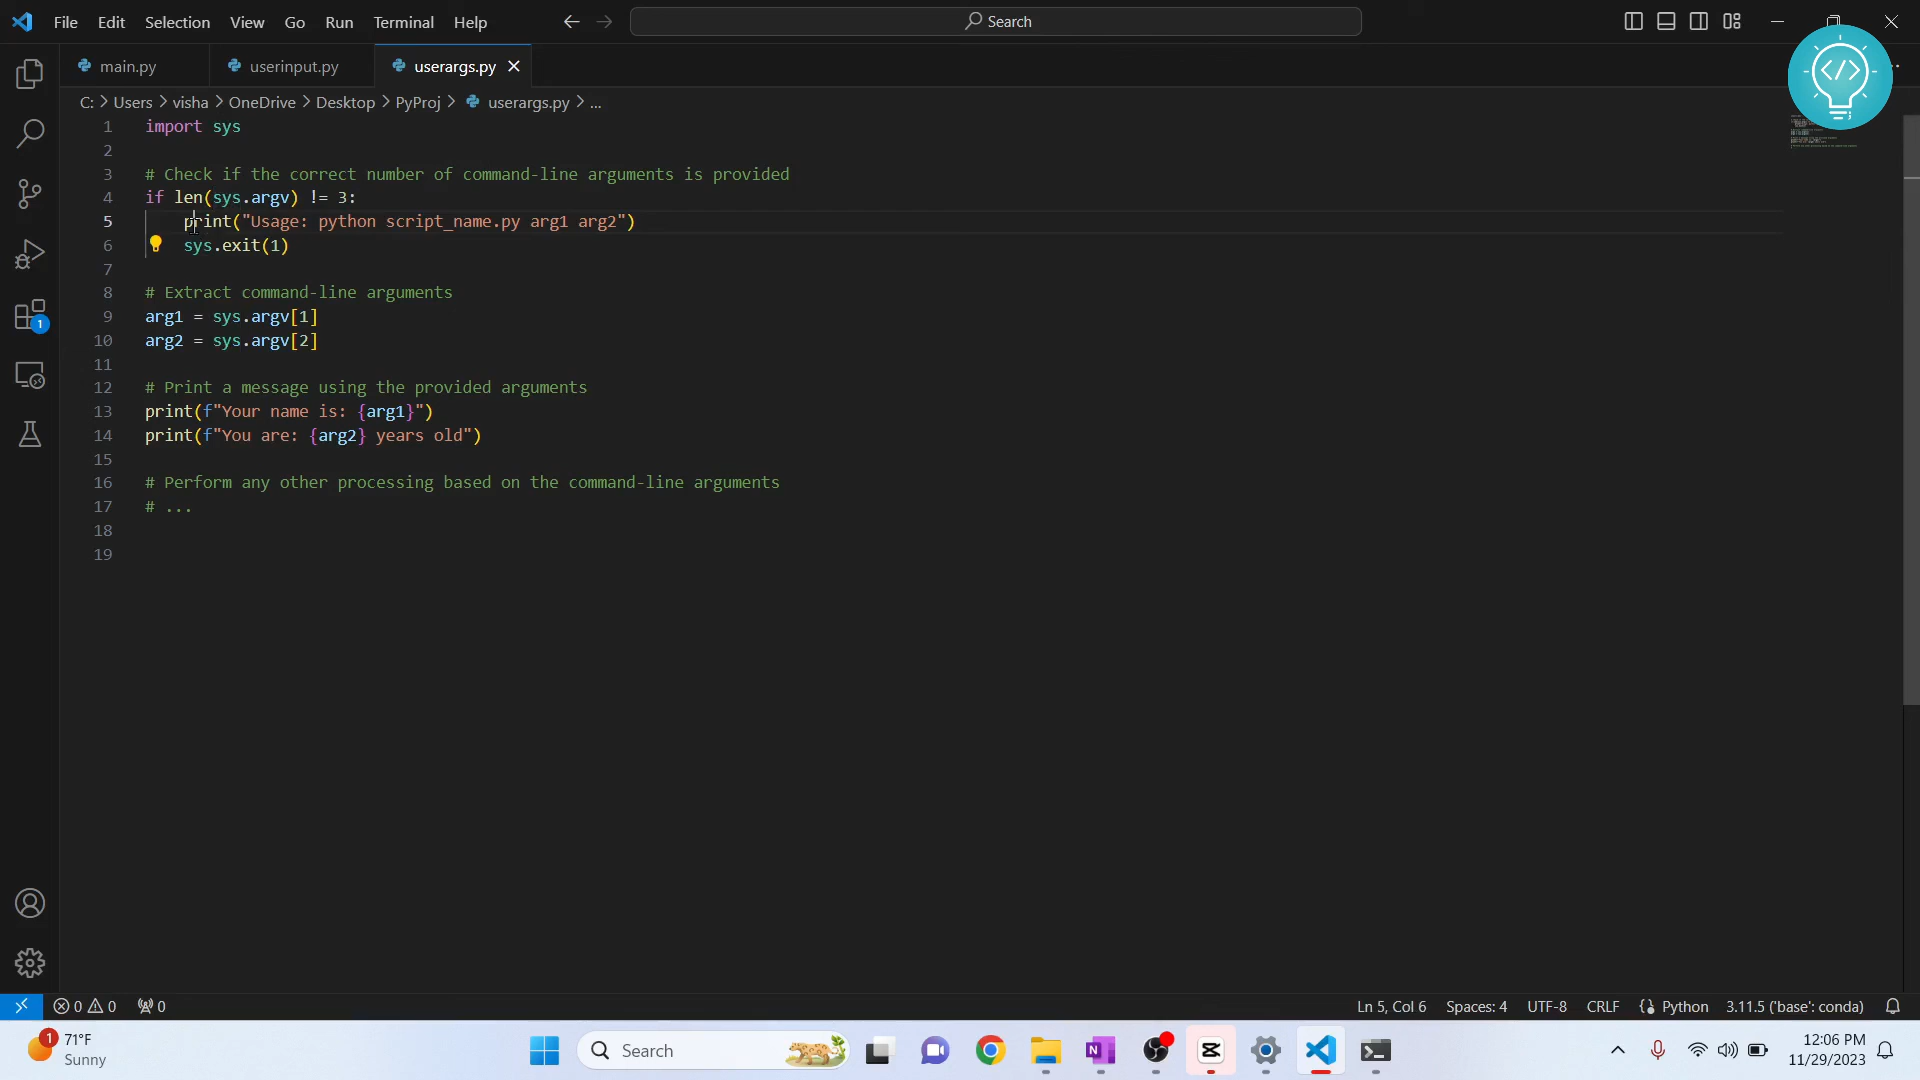 File Edit Selection View Go Run Terminal Help
Search
main.py userinput.py userargs.py
C: > Users > visha > OneDrive > Desktop > PyProj > userargs.py > ...
1 import sys
2
3 # Check if the correct number of command-line arguments is provided
4 if len(sys.argv) != 3:
5 print("Usage: python script_name.py arg1 arg2")
6 sys.exit(1)
7
8 # Extract command-line arguments
9 arg1 = sys.argv[1]
10 arg2 = sys.argv[2]
11
12 # Print a message using the provided arguments
13 print(f"Your name is: {arg1}")
14 print(f"You are: {arg2} years old")
15
16 # Perform any other processing based on the command-line arguments
17 # ...
18
19
1
0 0 0 Ln 5, Col 6 Spaces: 4 UTF-8 CRLF Python 3.11.5 ('base': conda)
1 71°F
Sunny
Search
12:06 PM
11/29/2023